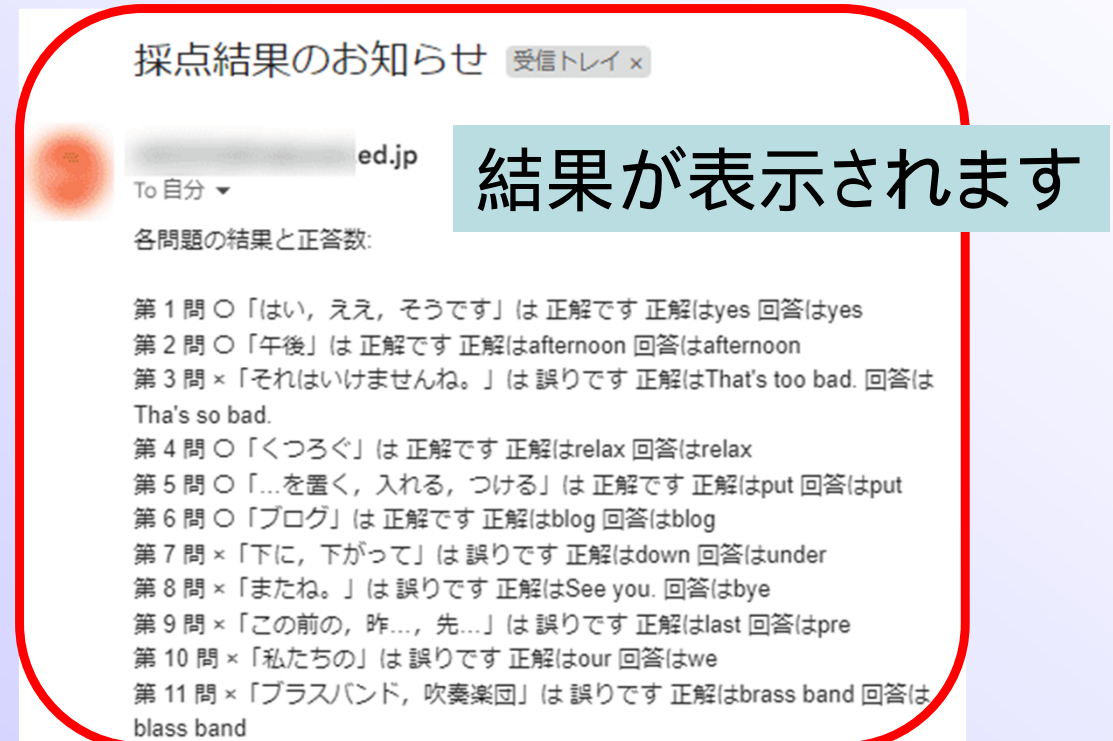 採点結果のお知らせ 受信トレイ ×
ed.jp
To 自分
結果が表示されます
各問題の結果と正答数:
第 1 問 〇「はい，ええ，そうです」は 正解です 正解はyes 回答はyes
第 2 問 〇「午後」は 正解です 正解はafternoon 回答はafternoon
第 3 問 ×「それはいけませんね。」は 誤りです 正解はThat's too bad. 回答は
Tha's so bad.
第 4 問 〇「くつろぐ」は 正解です 正解はrelax 回答はrelax
第 5 問 〇「…を置く，入れる，つける」は 正解です 正解はput 回答はput
第 6 問 〇「ブログ」は 正解です 正解はblog 回答はblog
第 7 問 ×「下に，下がって」は 誤りです 正解はdown 回答はunder
第 8 問 ×「またね。」は 誤りです 正解はSee you. 回答はbye
第 9 問 ×「この前の，昨…，先…」は 誤りです 正解はlast 回答はpre
第 10 問 ×「私たちの」は 誤りです 正解はour 回答はwe
第 11 問 ×「ブラスバンド，吹奏楽団」は 誤りです 正解はbrass band 回答は
blass band